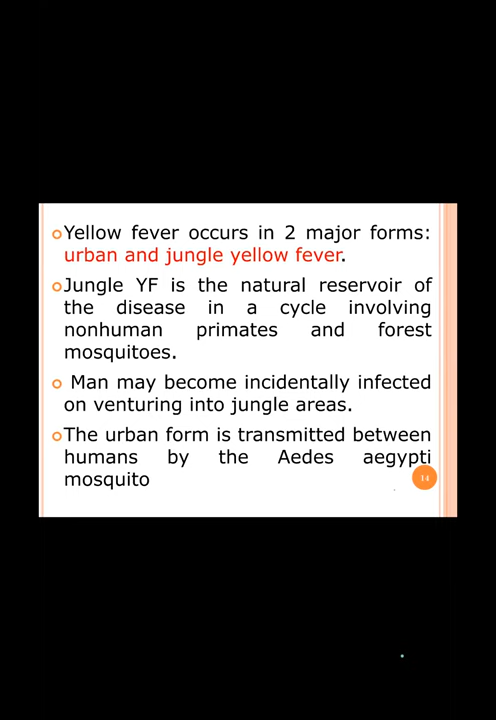 Yellow fever occurs in 2 major forms:
urban and jungle yellow fever.
Jungle YF is the natural reservoir of
the disease in a cycle involving
nonhuman primates and forest
mosquitoes.
Man may become incidentally infected
on venturing into jungle areas.
The urban form is transmitted between
humans by the Aedes aegypti
mosquito
14